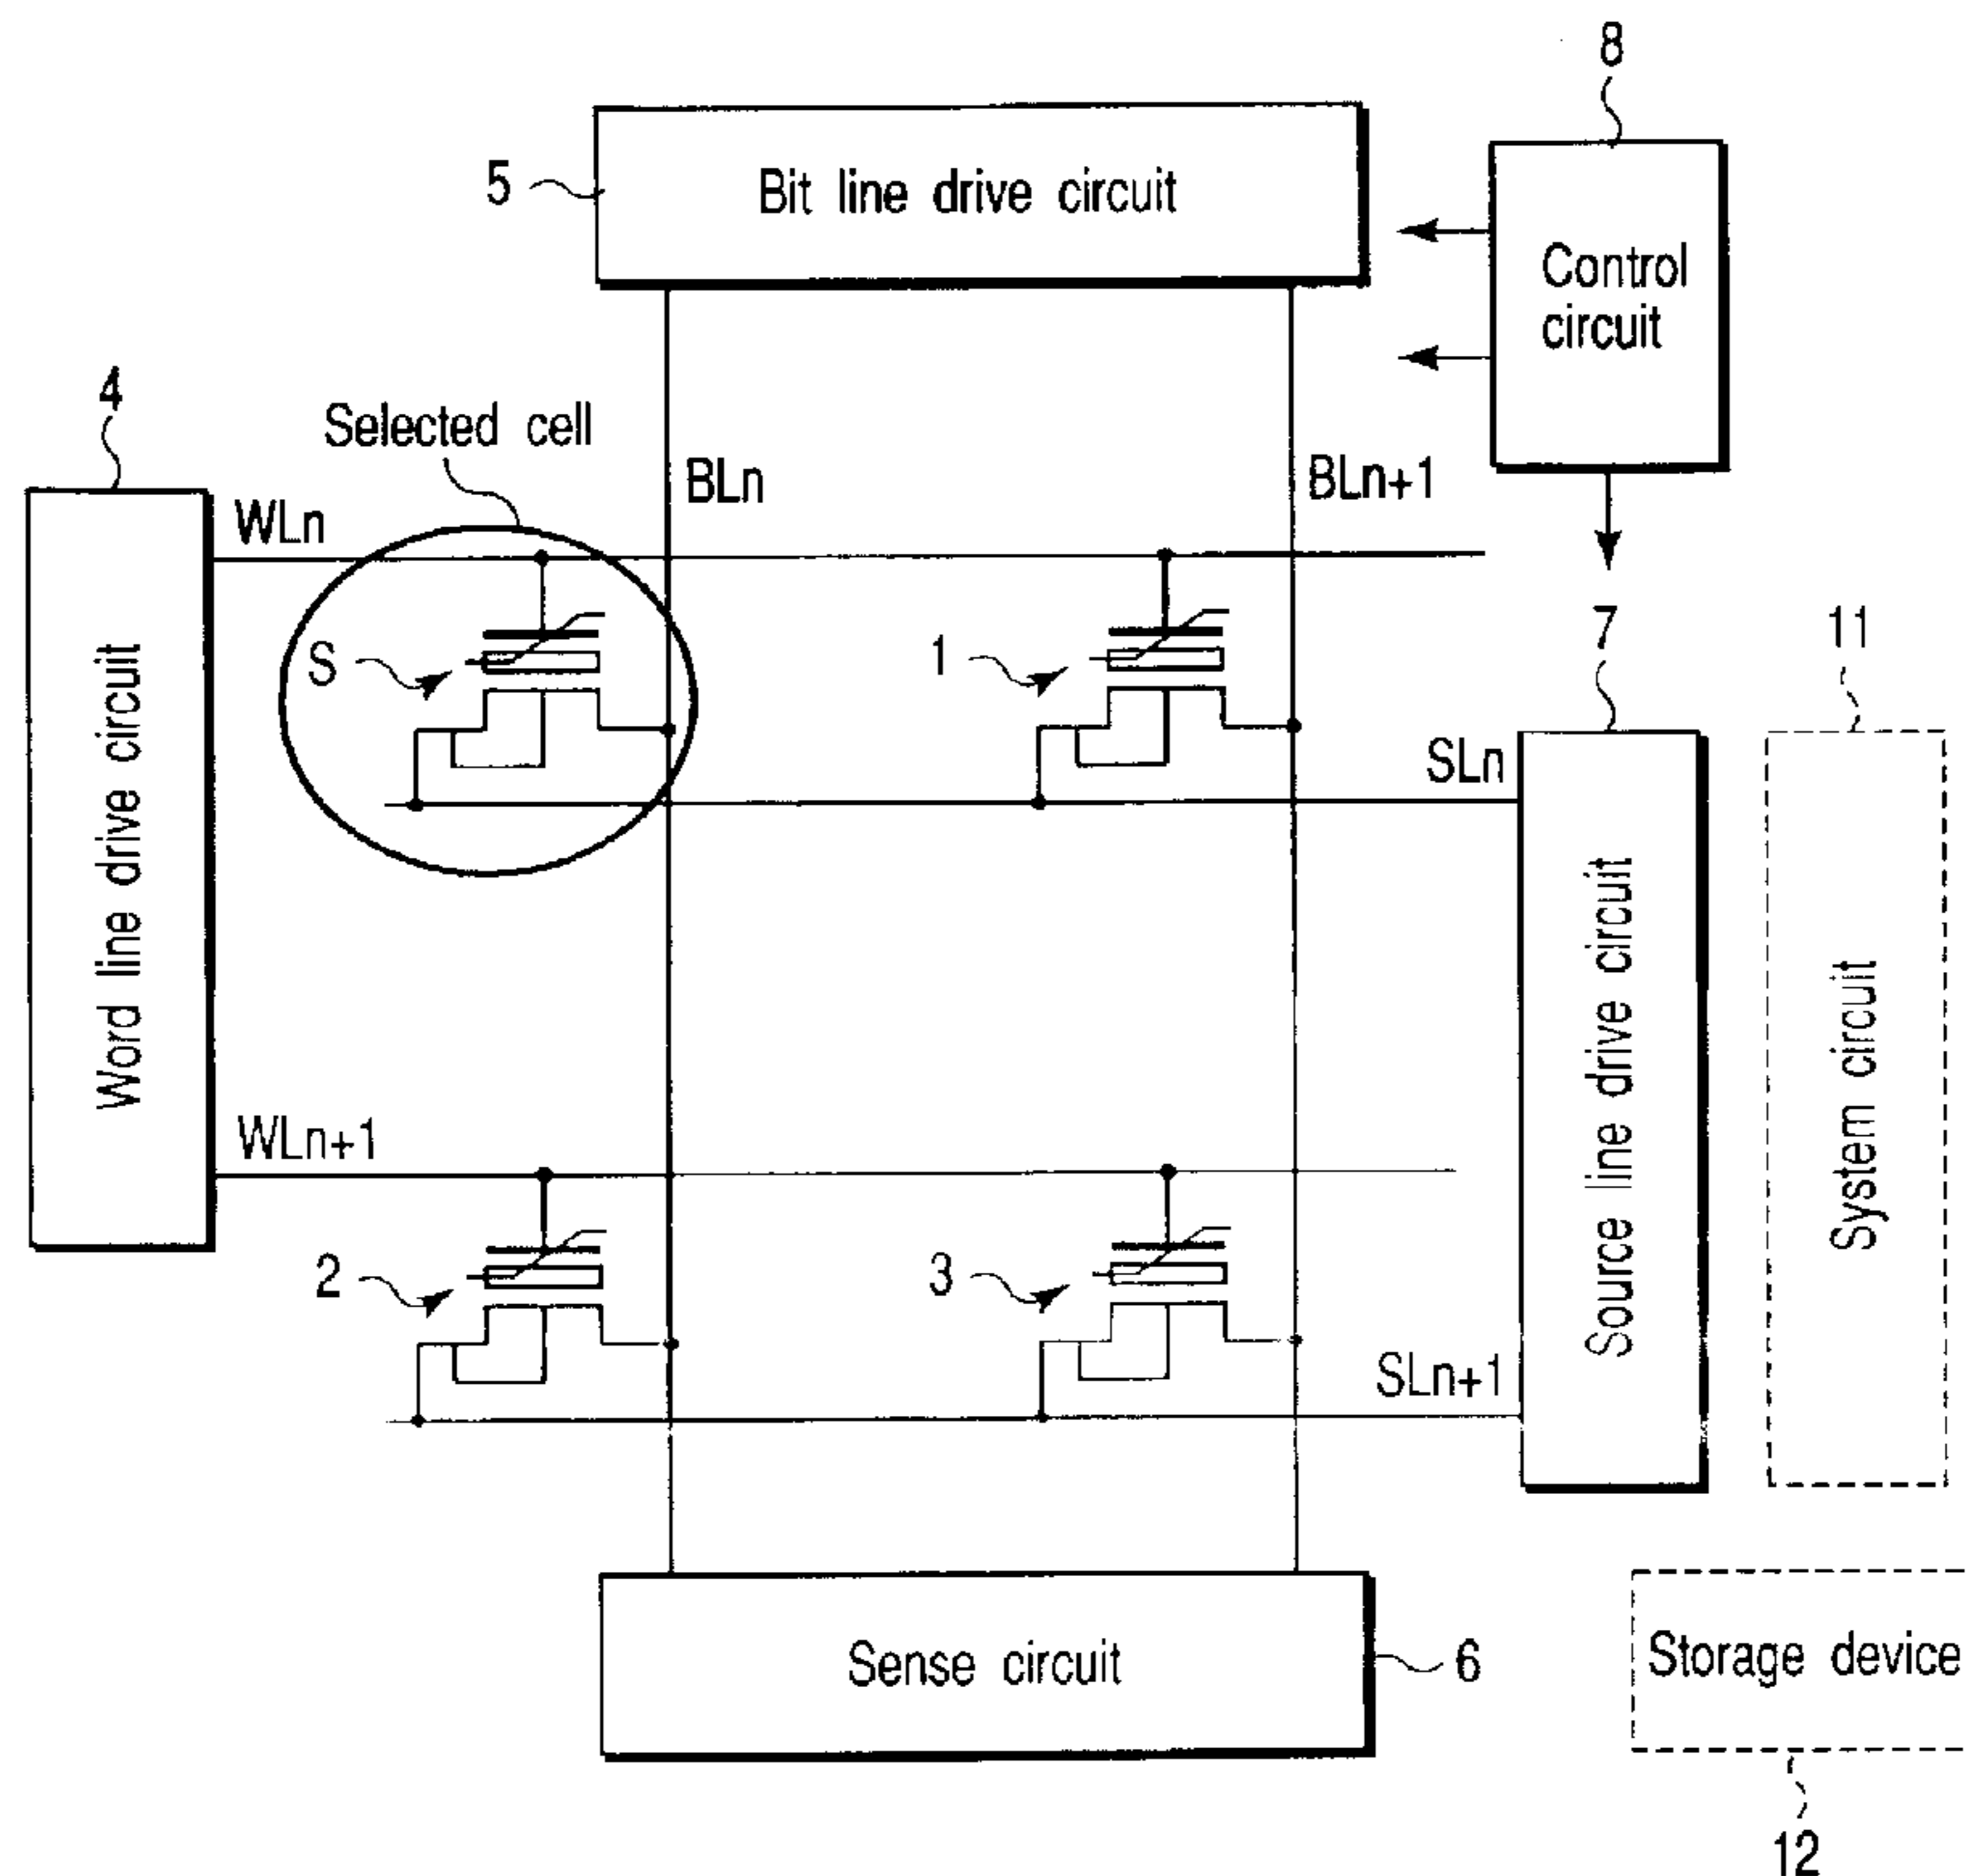 8
5
Bit line drive circuit
Control
circuit
4
Selected cell
BLn
BLn+1
WLn
S
1
7
11
SLn
Word line drive circuit
Source line drive circuit
System circuit
WLn+1
2
3
SLn+1
Sense circuit
6
Storage device
12